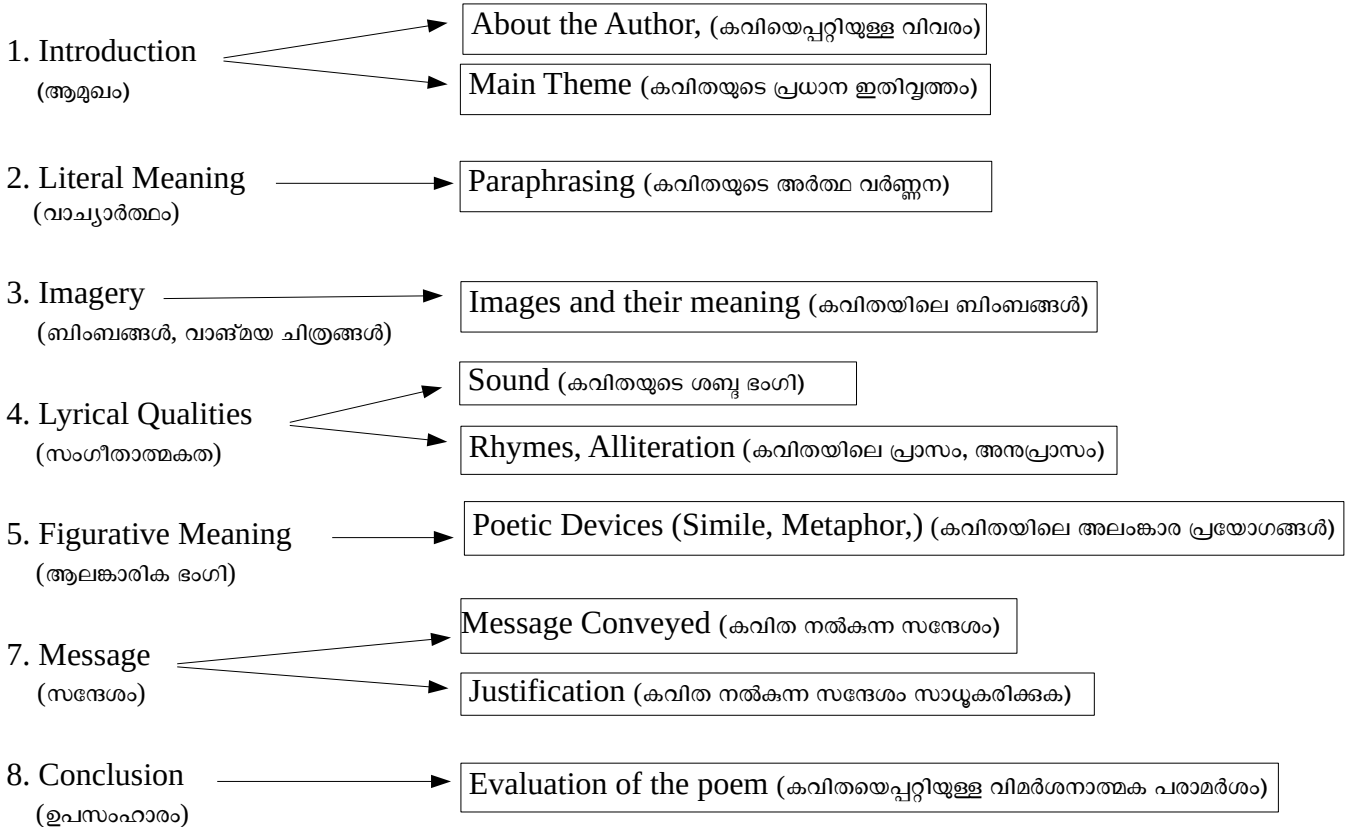 1. Introduction
(ആമുഖം)
About the Author, (കവിയെപ്പറ്റിയുള്ള വിവരം)
Main Theme (കവിതയുടെ പ്രധാന ഇതിവൃത്തം)
2. Literal Meaning
(വാച്യാർത്ഥം)
Paraphrasing (കവിതയുടെ അർത്ഥ വർണ്ണന)
3. Imagery
(ബിംബങ്ങൾ, വാങ്മയ ചിത്രങ്ങൾ)
Images and their meaning (കവിതയിലെ ബിംബങ്ങൾ)
4. Lyrical Qualities
(സംഗീതാത്മകത)
Sound (കവിതയുടെ ശബ്ദ ഭംഗി)
Rhymes, Alliteration (കവിതയിലെ പ്രാസം, അനുപ്രാസം)
5. Figurative Meaning
(ആലങ്കാരിക ഭംഗി)
Poetic Devices (Simile, Metaphor,) (കവിതയിലെ അലംങ്കാര പ്രയോഗങ്ങൾ)
7. Message
(സന്ദേശം)
Message Conveyed (കവിത നൽകുന്ന സന്ദേശം)
Justification (കവിത നൽകുന്ന സന്ദേശം സാധൂകരിക്കുക)
8. Conclusion
(ഉപസംഹാരം)
Evaluation of the poem (കവിതയെപ്പറ്റിയുള്ള വിമർശനാത്മക പരാമർശം)